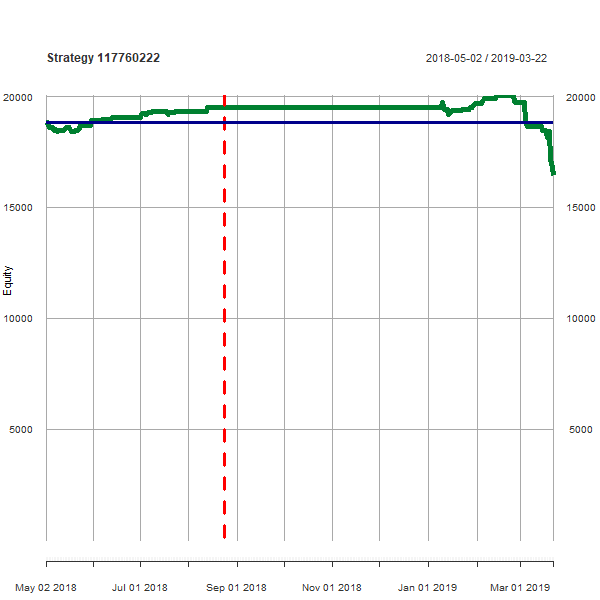 Strategy 117760222
2018-05-02 / 2019-03-22
20000
20000
15000
15000
Equity
10000
10000
5000
5000
May 02 2018
Jul 01 2018
Sep 01 2018
Nov 01 2018
Jan 01 2019
Mar 01 2019